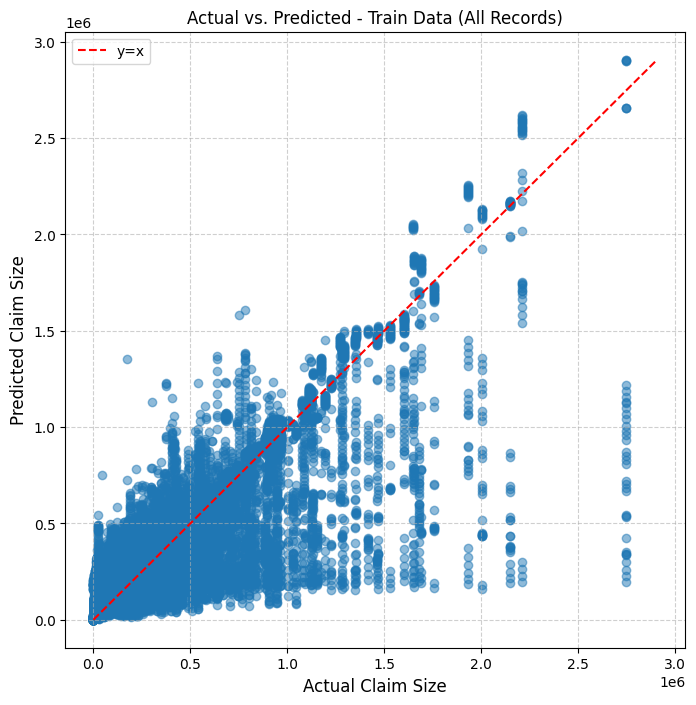 Actual vs. Predicted - Train Data (All Records)
1e6
y=x
3.0
2.5
2.0
1.5
1.0
0.5
0.0
Predicted Claim Size
0.0 0.5 1.0 1.5 2.0 2.5 3.0
1e6
Actual Claim Size